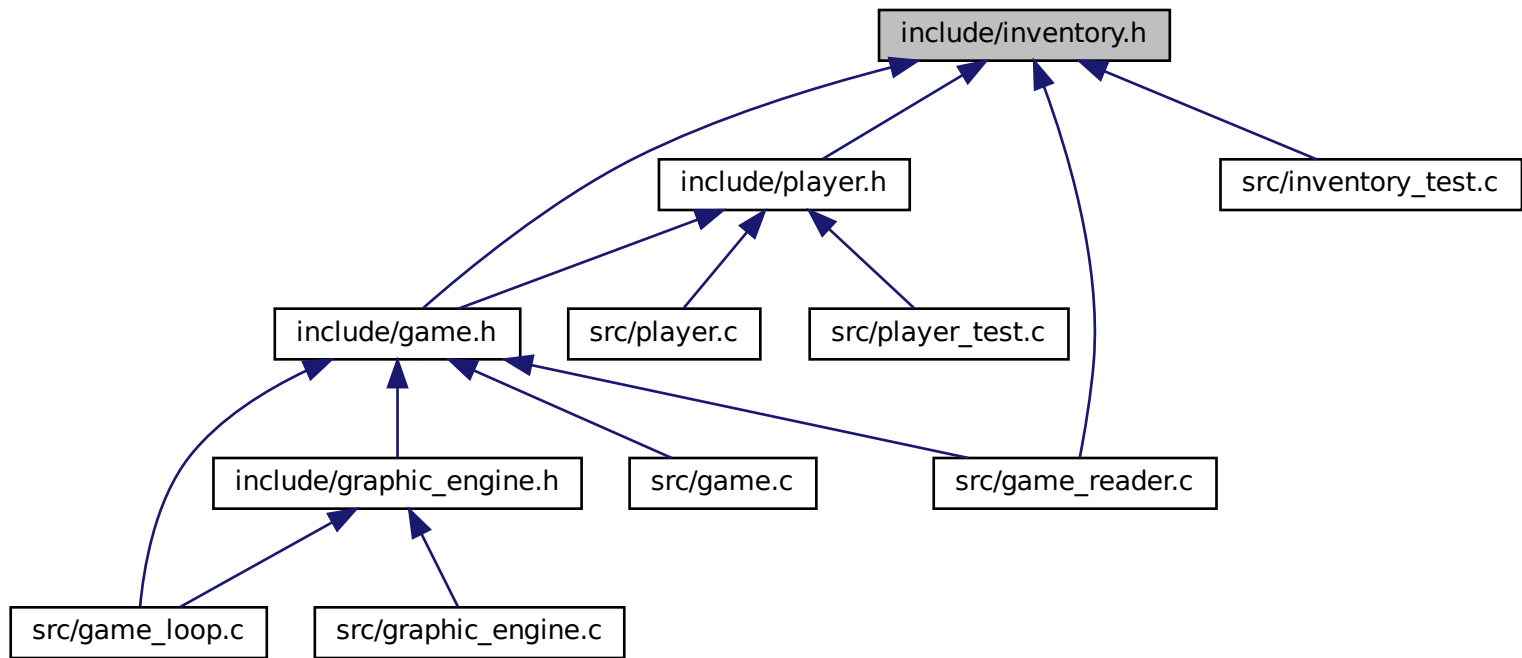 include/inventory.h
include/player.h
src/inventory_test.c
include/game.h
src/player.c
src/player_test.c
include/graphic_engine.h
src/game.c
src/game_reader.c
src/game_loop.c
src/graphic_engine.c